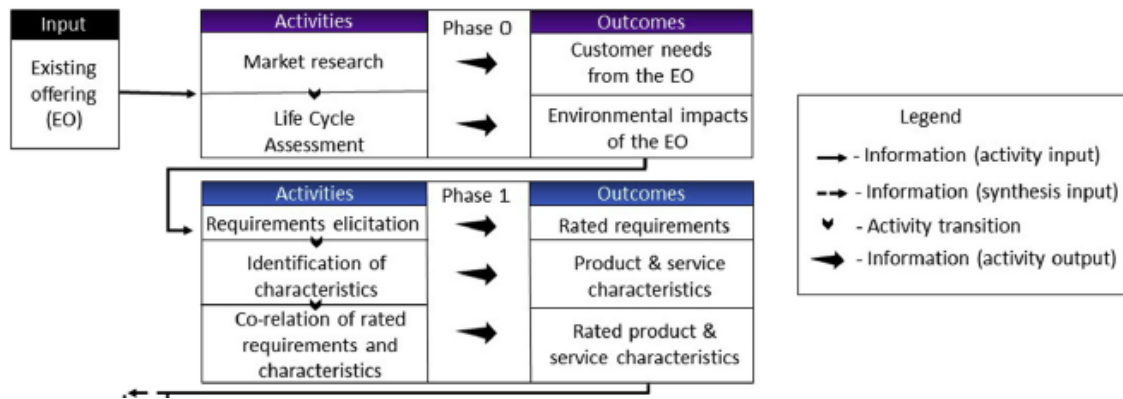 Input
Existing
offering
(EO)
Activities
Phase 0
Outcomes
Market research
Customer needs
from the EO
Life Cycle
Assessment
Environmental impacts
of the EO
Activities
Phase 1
Outcomes
Requirements elicitation
Rated requirements
Identification of
characteristics
Product & service
characteristics
Co-relation of rated
requirements and
characteristics
Rated product &
service characteristics
Legend
- Information (activity input)
- Information (synthesis input)
- Activity transition
- Information (activity output)